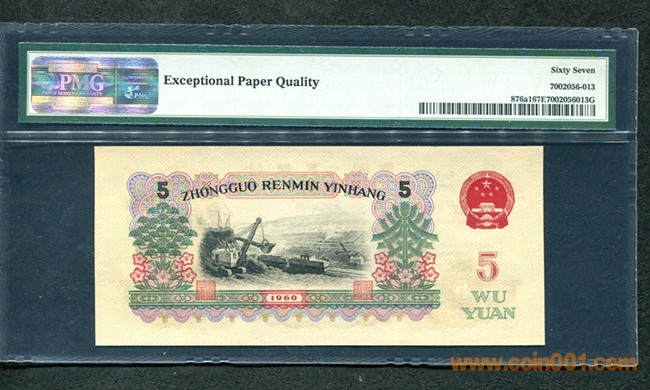 PMG
Exceptional Paper Quality
Sixty Seven
7002056-013
876a167E7002056013G
5
ZHONGGUO RENMIN YINHANG
5
5
1960
WU
YUAN
www.coin001.com